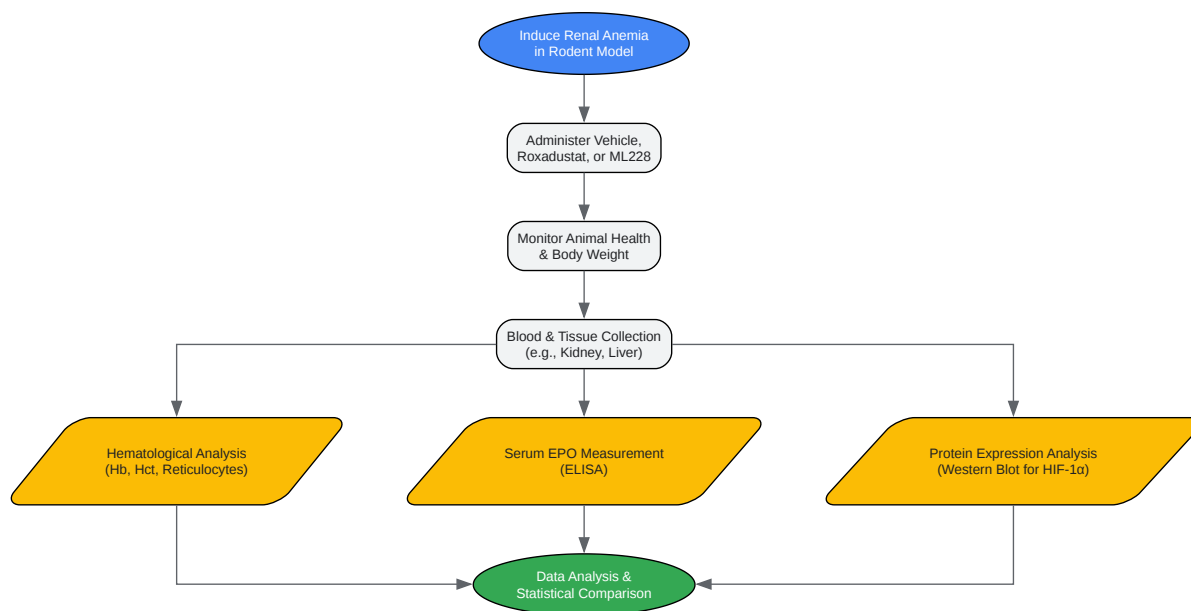 Induce Renal Anemia
in Rodent Model
Administer Vehicle,
Roxadustat, or ML228
Monitor Animal Health
& Body Weight
Blood & Tissue Collection
(e.g., Kidney, Liver)
Hematological Analysis
(Hb, Hct, Reticulocytes)
Serum EPO Measurement
(ELISA)
Protein Expression Analysis
(Western Blot for HIF-1α)
Data Analysis &
Statistical Comparison